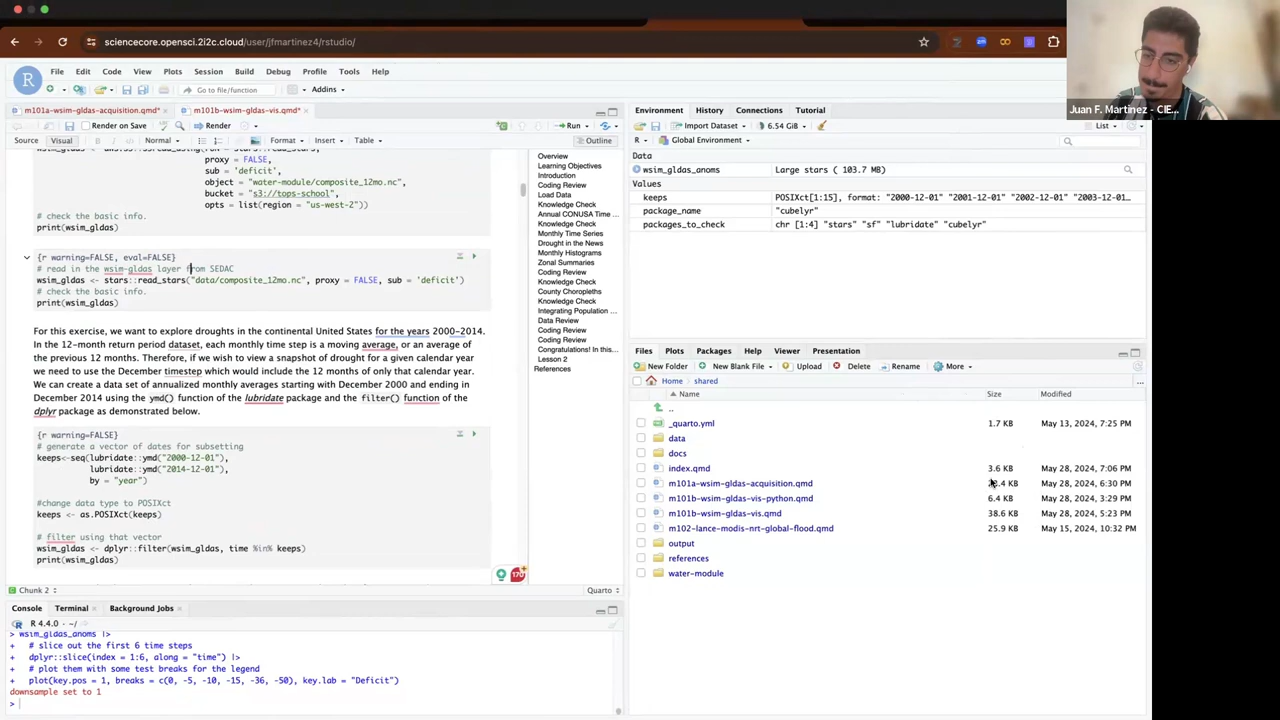 sciencecore.opensci.2i2c.cloud/user/jfmartinez4/rstudio/
Juan F. Martinez - CIE...
R
File Edit Code View Plots Session Build Debug Profile Tools Help
Go to file/function
Addins
m101a-wsim-gldas-acquisition.qmd*
m101b-wsim-gldas-vis.qmd*
Render on Save
Render
Run
Source Visual
Normal
Format
Insert
Table
Outline
proxy = FALSE,
sub = 'deficit',
object = "water-module/composite_12mo.nc",
bucket = "s3://tops-school",
opts = list(region = "us-west-2"))
# check the basic info.
print(wsim_gldas)
{r warning=FALSE, eval=FALSE}
# read in the wsim-gldas layer from SEDAC
wsim_gldas <- stars::read_stars("data/composite_12mo.nc", proxy = FALSE, sub = 'deficit')
# check the basic info.
print(wsim_gldas)
For this exercise, we want to explore droughts in the continental United States for the years 2000-2014.
In the 12-month return period dataset, each monthly time step is a moving average, or an average of
the previous 12 months. Therefore, if we wish to view a snapshot of drought for a given calendar year
we need to use the December timestep which would include the 12 months of only that calendar year.
We can create a data set of annualized monthly averages starting with December 2000 and ending in
December 2014 using the ymd() function of the lubridate package and the filter() function of the
dplyr package as demonstrated below.
{r warning=FALSE}
# generate a vector of dates for subsetting
keeps<-seq(lubridate::ymd("2000-12-01"),
lubridate::ymd("2014-12-01"),
by = "year")
#change data type to POSIXct
keeps <- as.POSIXct(keeps)
# filter using that vector
wsim_gldas <- dplyr::filter(wsim_gldas, time %in% keeps)
print(wsim_gldas)
170
Chunk 2
Quarto
Overview
Learning Objectives
Introduction
Coding Review
Load Data
Knowledge Check
Annual CONUSA Time ...
Knowledge Check
Monthly Time Series
Drought in the News
Monthly Histograms
Zonal Summaries
Coding Review
Knowledge Check
County Choropleths
Knowledge Check
Integrating Population ...
Data Review
Coding Review
Knowledge Check
Coding Review
Congratulations! In this...
Lesson 2
References
Console Terminal Background Jobs
R 4.4.0 · ~/
> wsim_gldas_anoms |>
+ # slice out the first 6 time steps
+ dplyr::slice(index = 1:6, along = "time") |>
+ # plot them with some test breaks for the legend
+ plot(key.pos = 1, breaks = c(0, -5, -10, -15, -36, -50), key.lab = "Deficit")
downsample set to 1
>
Environment History Connections Tutorial
Import Dataset
6.54 GiB
List
R
Global Environment
Data
wsim_gldas_anoms Large stars ( 103.7 MB)
Values
keeps POSIXct[1:15], format: "2000-12-01" "2001-12-01" "2002-12-01" "2003-12-01...
package_name "cubelyr"
packages_to_check chr [1:4] "stars" "sf" "lubridate" "cubelyr"
Files Plots Packages Help Viewer Presentation
New Folder New Blank File Upload Delete Rename More
Home shared ...
Name Size Modified
..
_quarto.yml 1.7 KB May 13, 2024, 7:25 PM
data
docs
index.qmd 3.6 KB May 28, 2024, 7:06 PM
m101a-wsim-gldas-acquisition.qmd .4 KB May 28, 2024, 6:30 PM
m101b-wsim-gldas-vis-python.qmd 6.4 KB May 28, 2024, 3:29 PM
m101b-wsim-gldas-vis.qmd 38.6 KB May 28, 2024, 5:23 PM
m102-lance-modis-nrt-global-flood.qmd 25.9 KB May 15, 2024, 10:32 PM
output
references
water-module